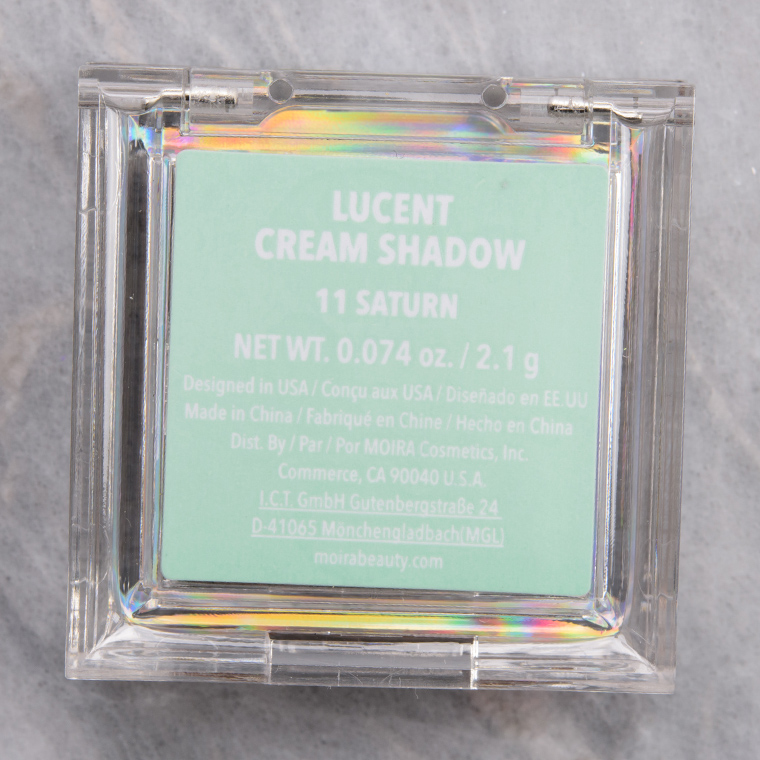 LUCENT
CREAM SHADOW
11 SATURN
NET WT. 0.074 oz. / 2.1 g
Designed in USA / Conçu aux USA / Diseñado en EE.UU
Made in China / Fabriqué en Chine / Hecho en China
Dist. By / Par / Por MOIRA Cosmetics, Inc.
Commerce, CA 90040 U.S.A.
I.C.T. GmbH Gutenbergstraße 24
D-41065 Mönchengladbach(MGL)
moirabeauty.com